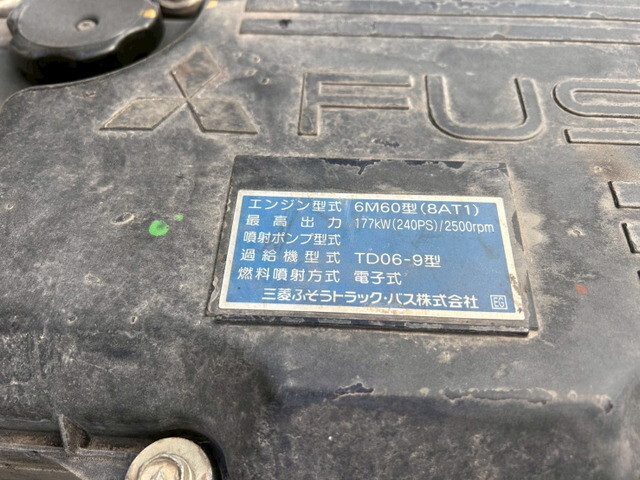 FUS
エンジン型式 6M60型(8AT1)
最高出力 177kW(240PS)/2500rpm
噴射ポンプ型式
過給機型式 TD06-9型
燃料噴射方式 電子式
三菱ふそうトラック・バス株式会社 EG